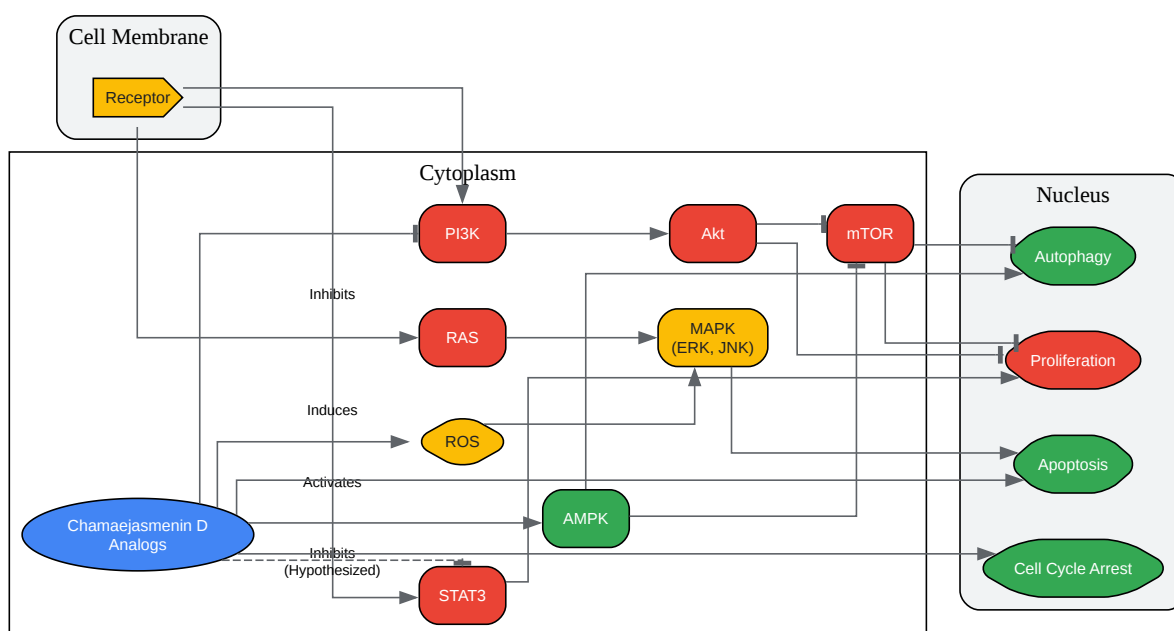 Cell Membrane
Receptor
Cytoplasm
Nucleus
PI3K
Akt
mTOR
Autophagy
Inhibits
RAS
MAPK
(ERK, JNK)
Proliferation
Induces
ROS
Apoptosis
Activates
Chamaejasmenin D
Analogs
AMPK
Inhibits
(Hypothesized)
STAT3
Cell Cycle Arrest